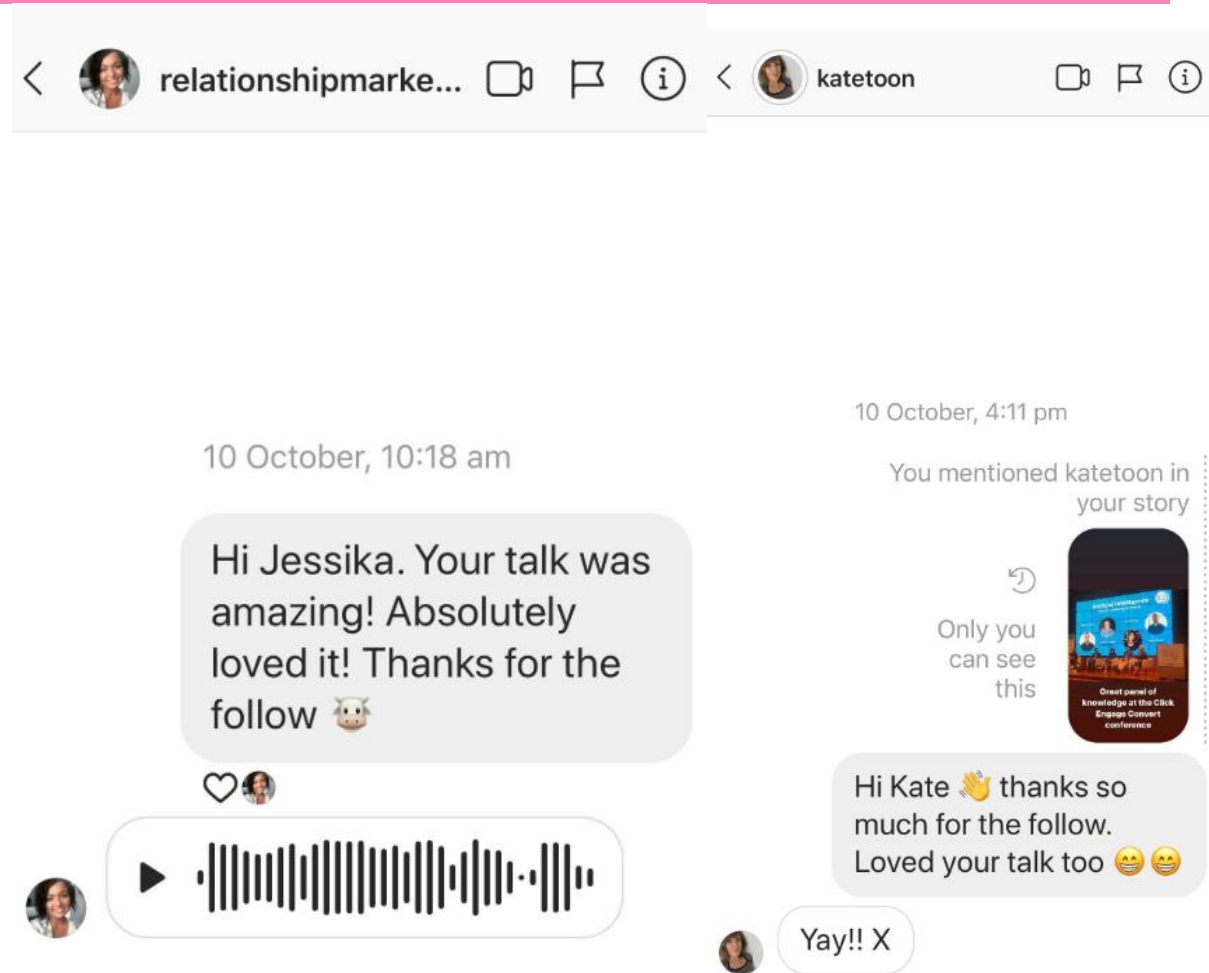 relationshipmarke...
10 October, 10:18 am
Hi Jessika. Your talk was
amazing! Absolutely
loved it! Thanks for the
follow 🐮
katetoon
10 October, 4:11 pm
You mentioned katetoon in
your story
Only you
can see
this
Great panel of
knowledge at the Click
Engage Convert
conference
Hi Kate 👋 thanks so
much for the follow.
Loved your talk too 😁 😁
Yay!! X